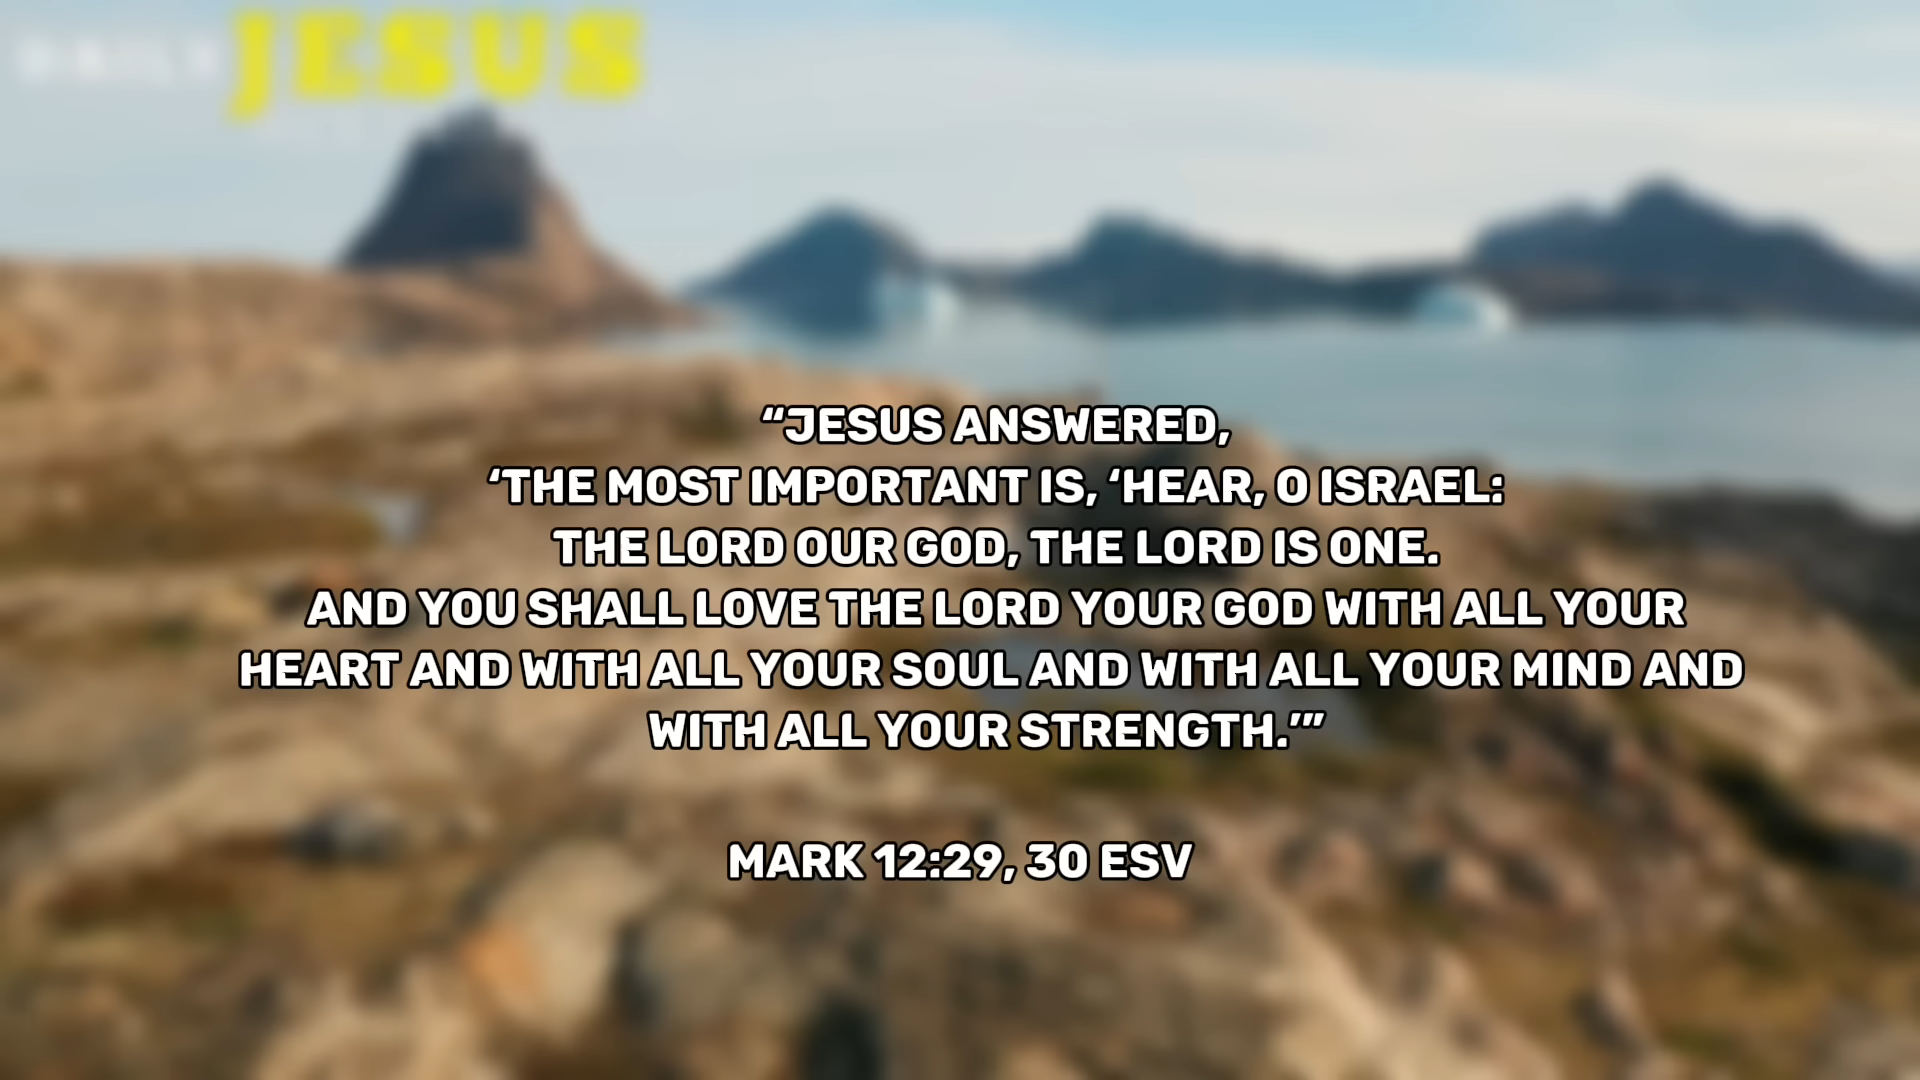 DAILY JESUS
“JESUS ANSWERED,
‘THE MOST IMPORTANT IS, ‘HEAR, O ISRAEL:
THE LORD OUR GOD, THE LORD IS ONE.
AND YOU SHALL LOVE THE LORD YOUR GOD WITH ALL YOUR
HEART AND WITH ALL YOUR SOUL AND WITH ALL YOUR MIND AND
WITH ALL YOUR STRENGTH.’”
MARK 12:29, 30 ESV